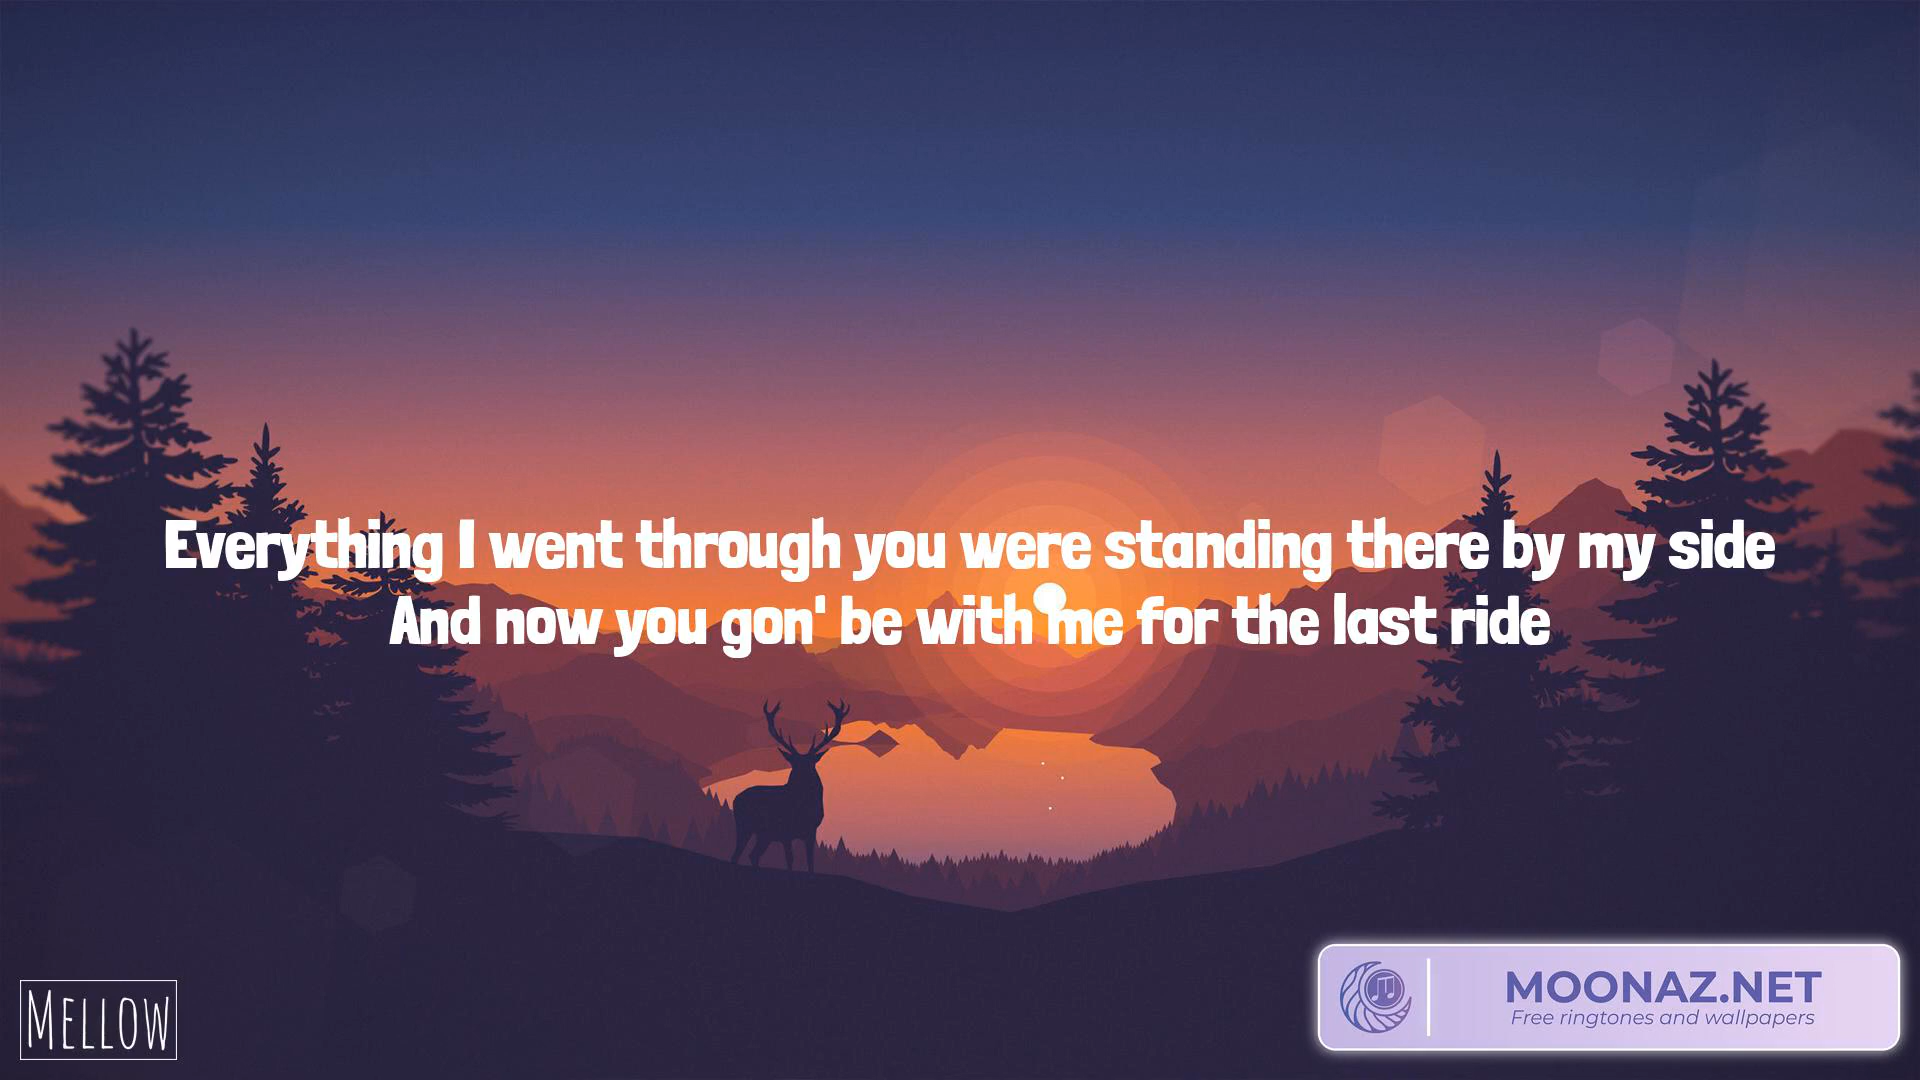 Everything I went through you were standing there by my side
And now you gon' be with me for the last ride
MELLOW
MOONAZ.NET
Free ringtones and wallpapers